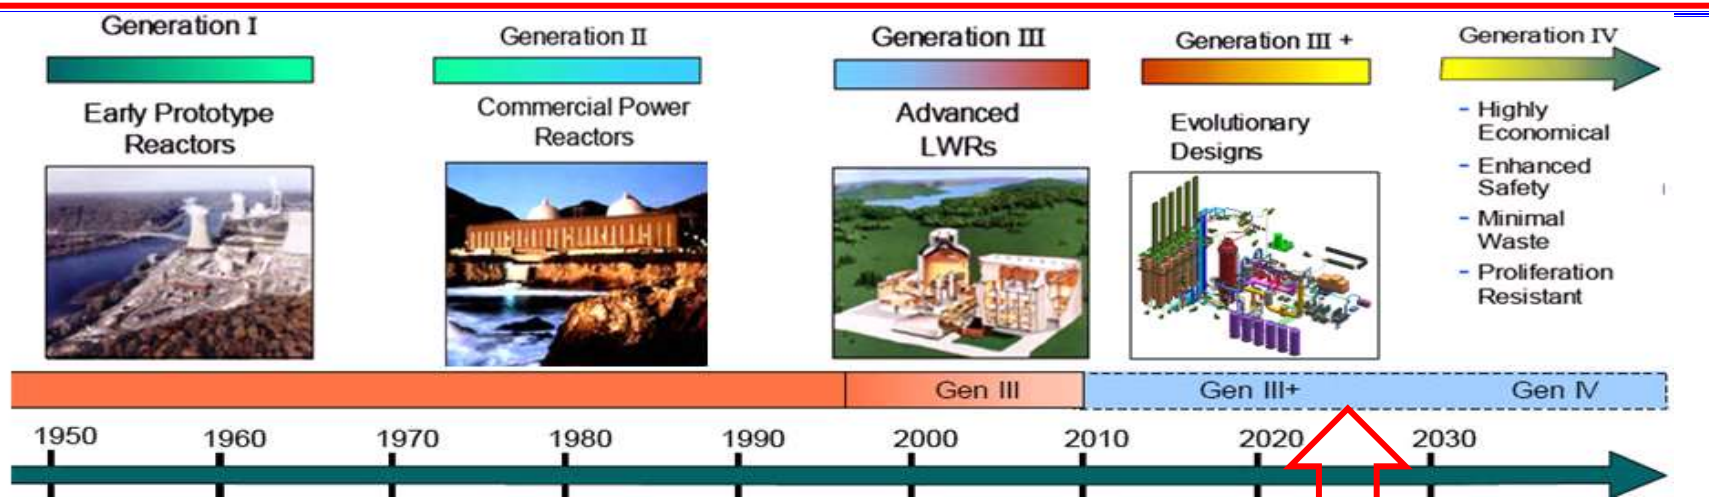 Generation I
Early Prototype
Reactors
Generation II
Commercial Power
Reactors
Generation III
Advanced
LWRs
Generation III +
Evolutionary
Designs
Generation IV
- Highly
Economical
- Enhanced
Safety
- Minimal
Waste
- Proliferation
Resistant
Gen III
Gen III+
Gen IV
1950
1960
1970
1980
1990
2000
2010
2020
2030